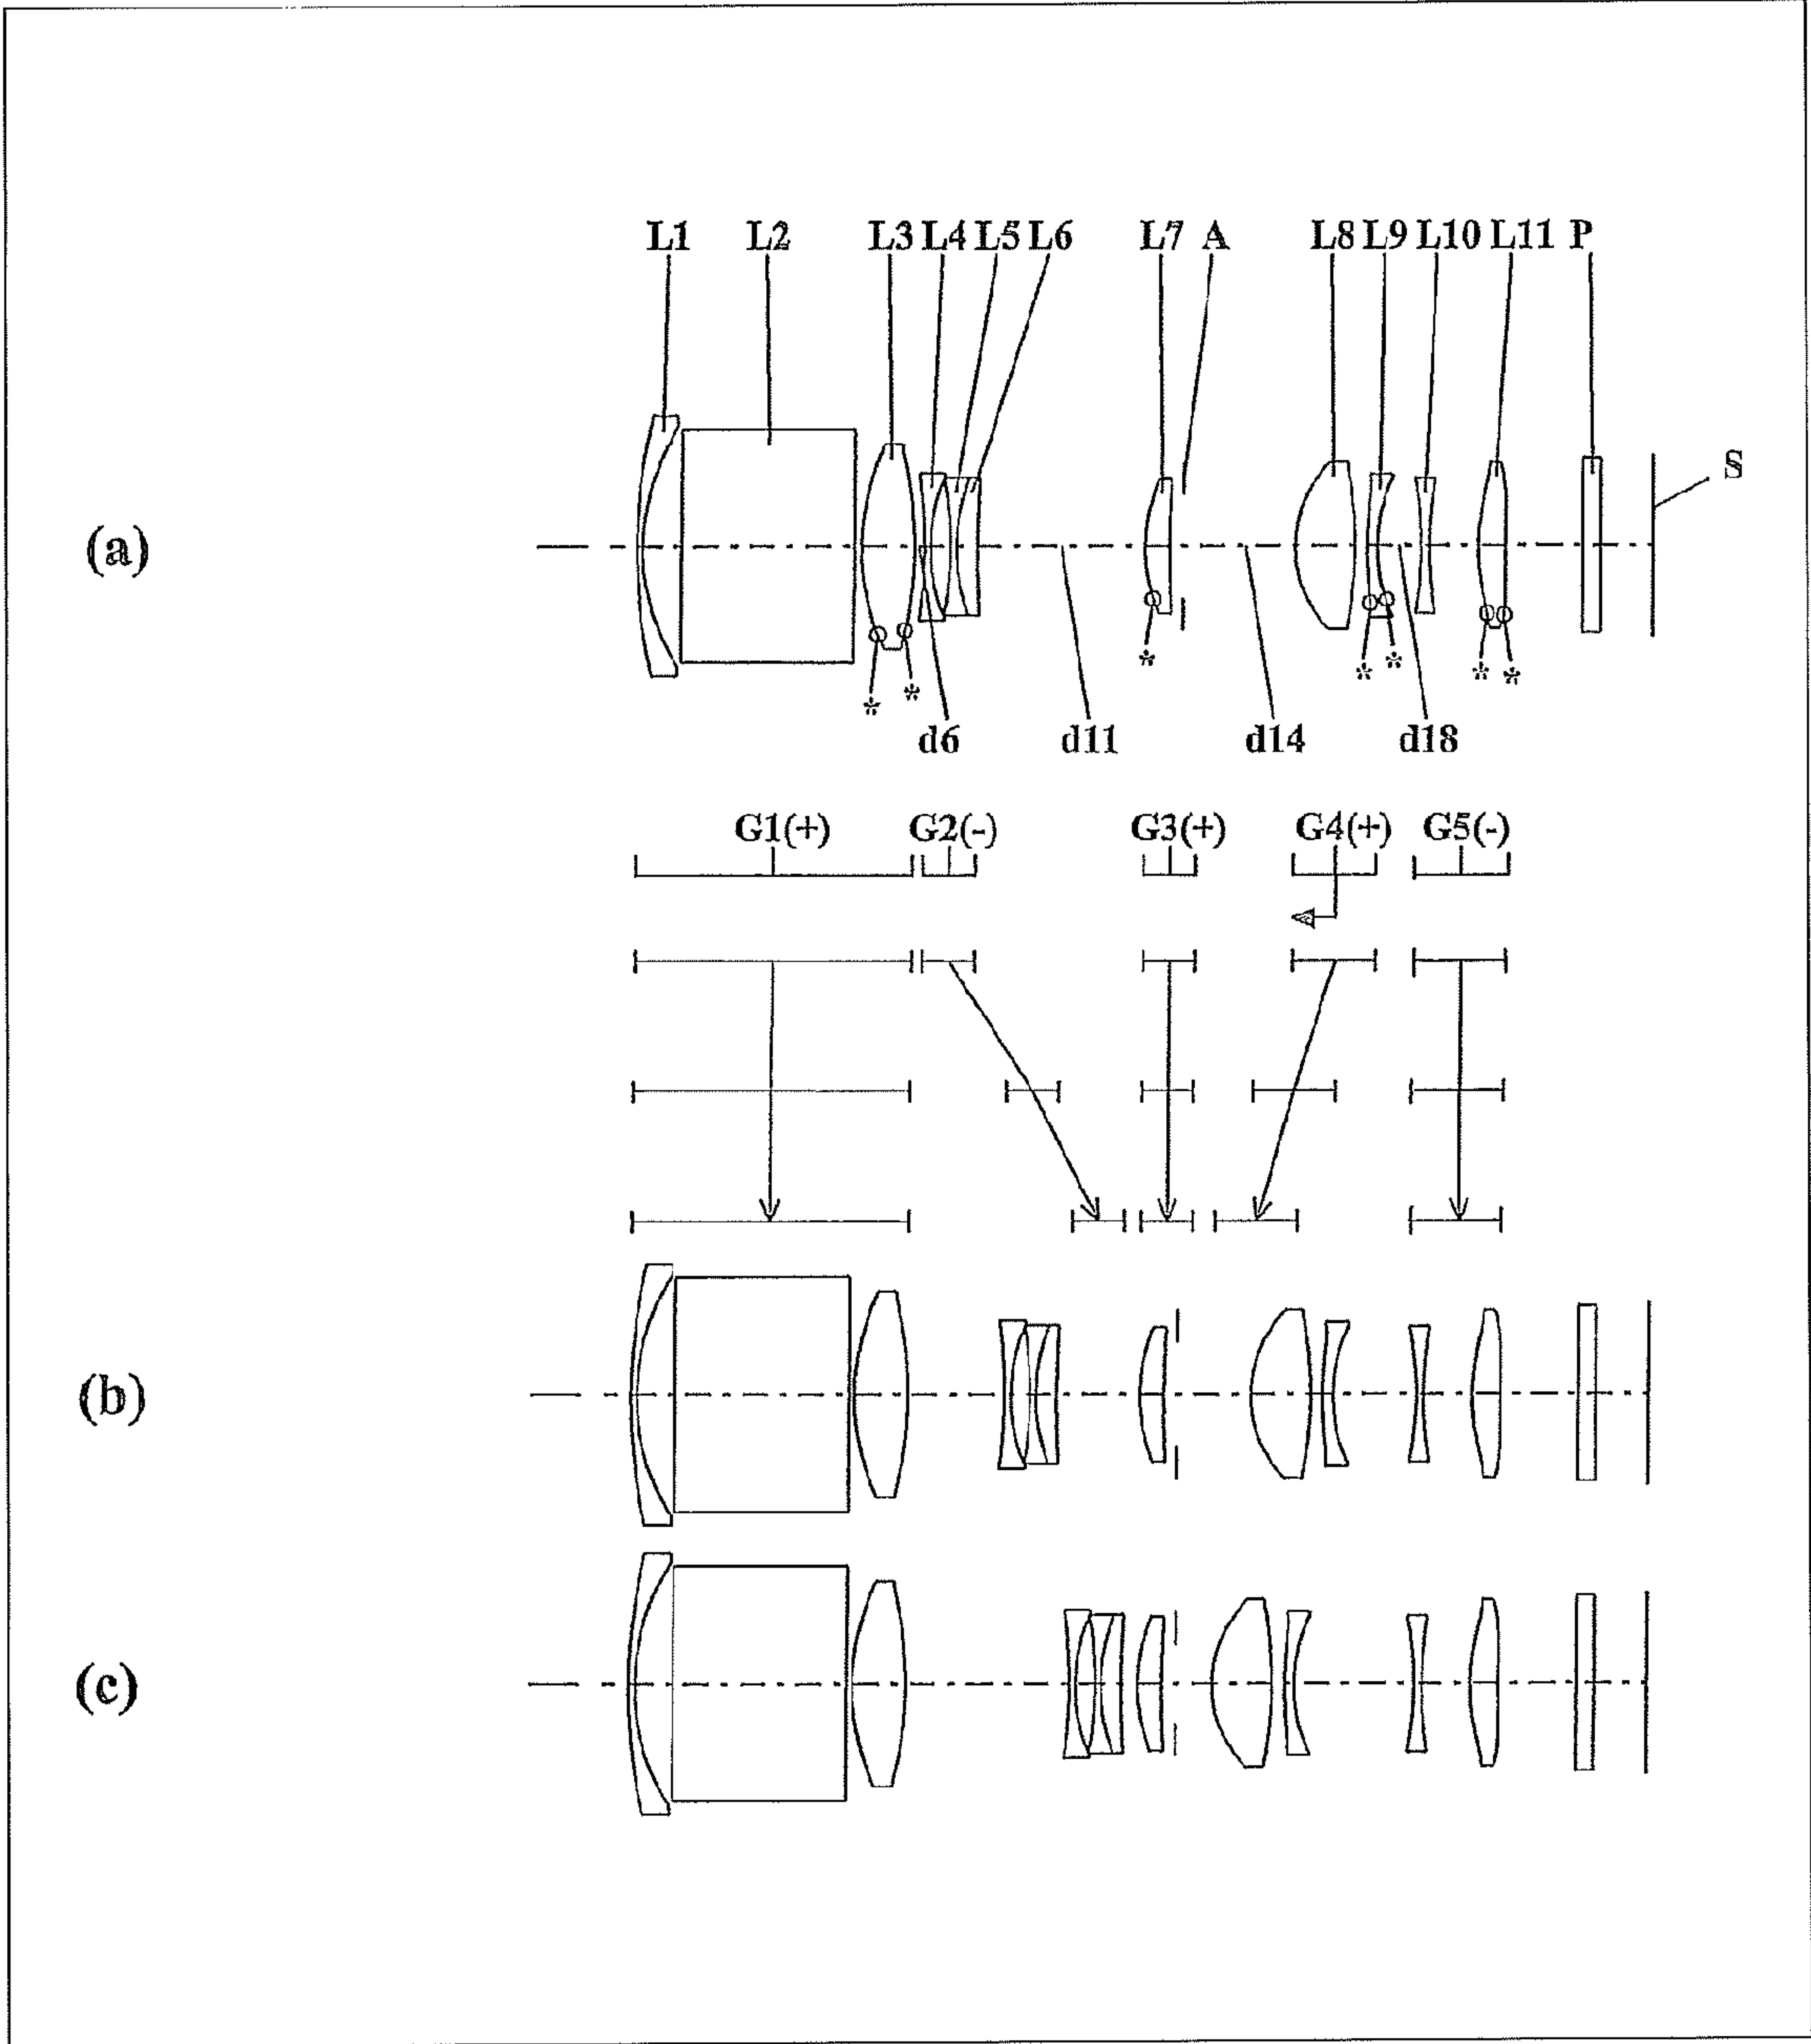 L1 L2 L3 L4 L5 L6 L7 A L8 L9 L10 L11 P
S
(a)
* * * * * * *
d6 d11 d14 d18
G1(+) G2(-) G3(+) G4(+) G5(-)
(b)
(c)